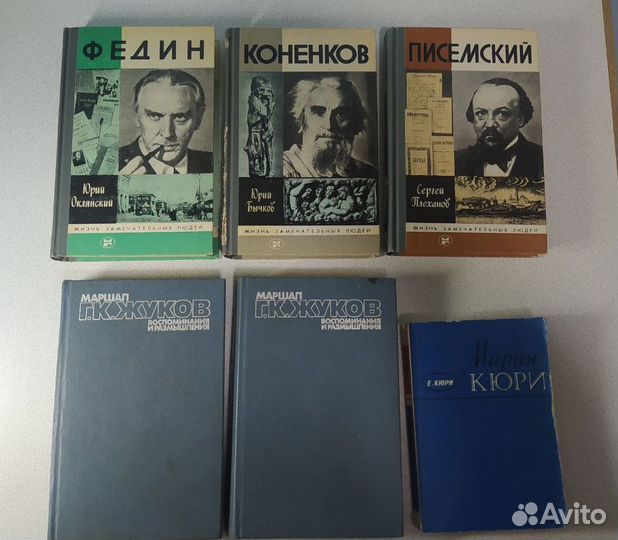 ФЕДИН
Юрий
Оклянский
ЖИЗНЬ ЗАМЕЧАТЕЛЬНЫХ ЛЮДЕЙ
КОНЕНКОВ
Юрий
Бычков
ЖИЗНЬ ЗАМЕЧАТЕЛЬНЫХ ЛЮДЕЙ
ПИСЕМСКИЙ
БИБЛИОТЕКА
Сергей
Плеханов
ЖИЗНЬ ЗАМЕЧАТЕЛЬНЫХ ЛЮДЕЙ
МАРШАЛ
Г.К.ЖУКОВ
ВОСПОМИНАНИЯ
И РАЗМЫШЛЕНИЯ
МАРШАЛ
Г.К.ЖУКОВ
ВОСПОМИНАНИЯ
И РАЗМЫШЛЕНИЯ
Мария
Е. КЮРИ
КЮРИ
Avito